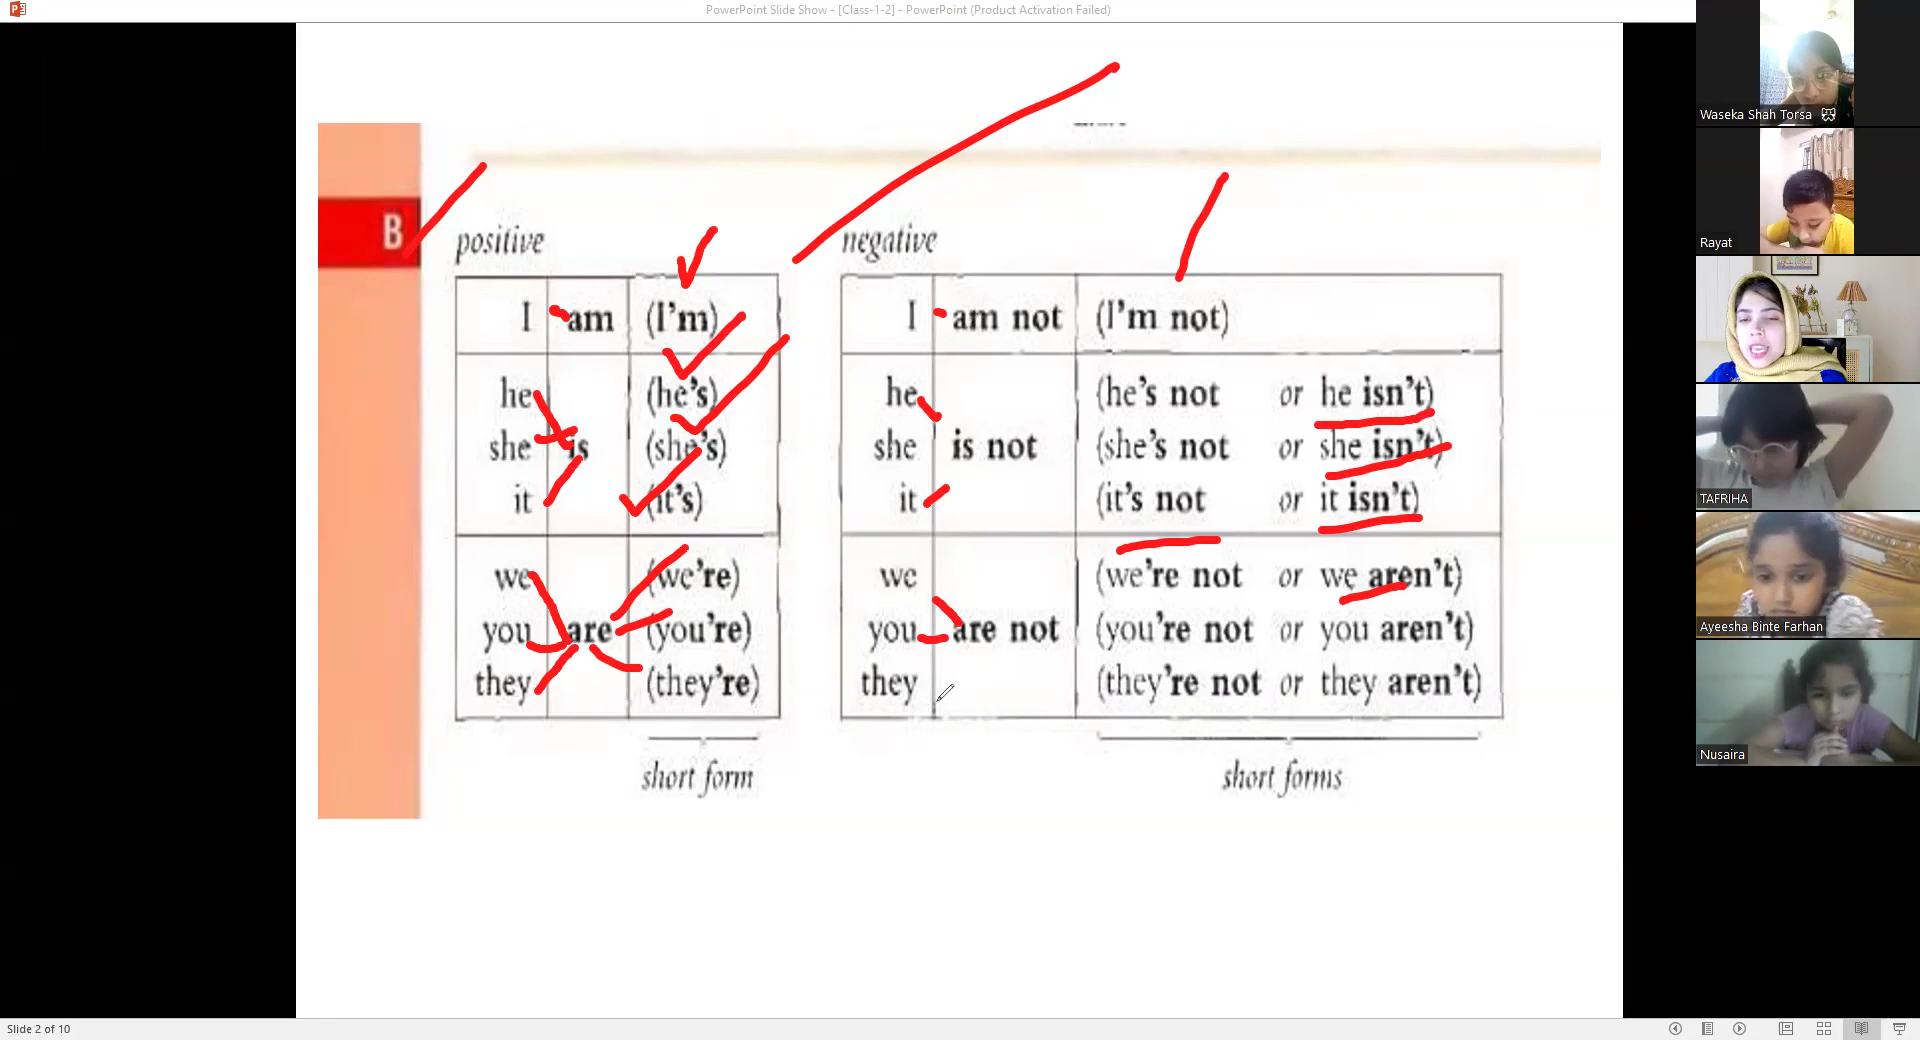 PowerPoint Slide Show - [Class-1-2] - PowerPoint (Product Activation Failed)
B
positive
I am (I'm)
he (he's)
she is (she's)
it (it's)
we (we're)
you are (you're)
they (they're)
short form
negative
I am not (I'm not)
he (he's not or he isn't)
she is not (she's not or she isn't)
it (it's not or it isn't)
we (we're not or we aren't)
you are not (you're not or you aren't)
they (they're not or they aren't)
short forms
Waseka Shah Torsa
Rayat
TAFRIHA
Ayeesha Binte Farhan
Nusaira
Slide 2 of 10